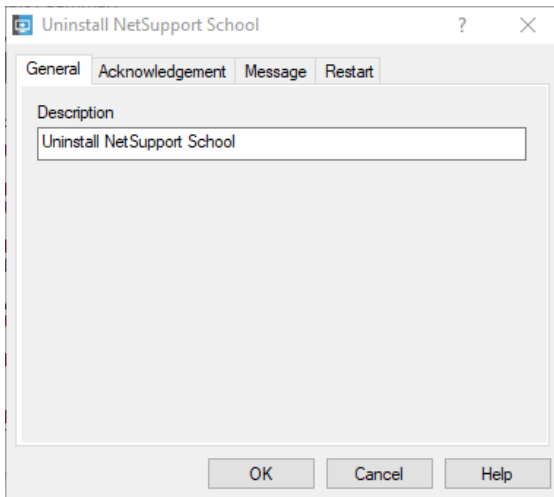 Uninstall NetSupport School ?
General Acknowledgement Message Restart
Description
Uninstall NetSupport School
OK Cancel Help